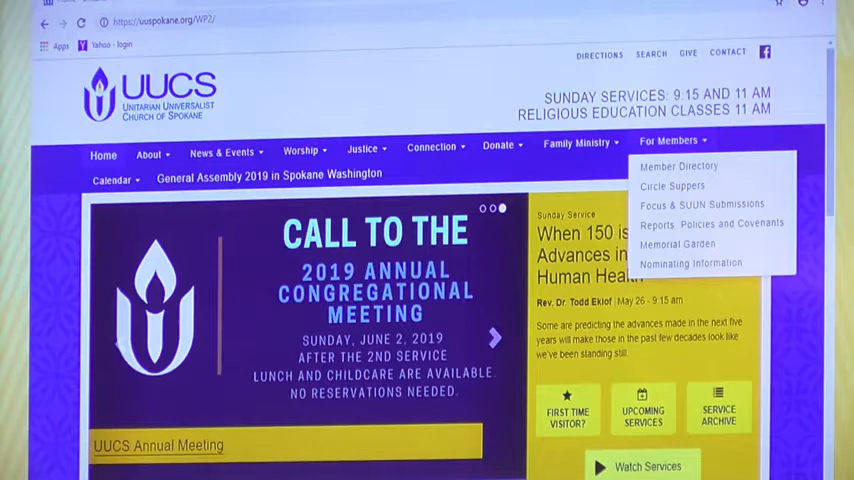 https://uuspokane.org/WP2/
Apps Yahoo - login
DIRECTIONS SEARCH GIVE CONTACT
UUCS
UNITARIAN UNIVERSALIST
CHURCH OF SPOKANE
SUNDAY SERVICES: 9:15 AND 11 AM
RELIGIOUS EDUCATION CLASSES 11 AM
Home About News & Events Worship Justice Connection Donate Family Ministry For Members
Calendar General Assembly 2019 in Spokane Washington
Member Directory
Circle Suppers
Focus & SUUN Submissions
Reports, Policies and Covenants
Memorial Garden
Nominating Information
CALL TO THE
2019 ANNUAL
CONGREGATIONAL
MEETING
SUNDAY, JUNE 2, 2019
AFTER THE 2ND SERVICE
LUNCH AND CHILDCARE ARE AVAILABLE.
NO RESERVATIONS NEEDED.
UUCS Annual Meeting
Sunday Service
When 150 is
Advances in
Human Hea
Rev. Dr. Todd Eklof | May 26 - 9:15 am
Some are predicting the advances made in the next five
years will make those in the past few decades look like
we've been standing still.
FIRST TIME
VISITOR?
UPCOMING
SERVICES
SERVICE
ARCHIVE
Watch Services